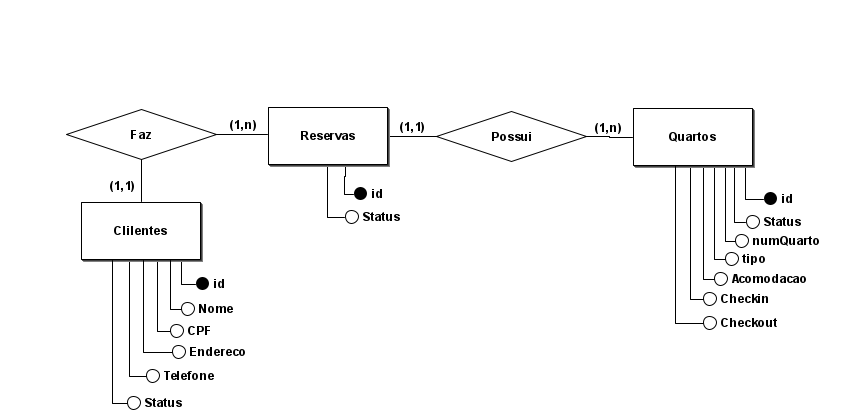 Faz
(1,n)
Reservas
(1,1)
Possui
(1,n)
Quartos
(1,1)
id
Status
Clilentes
id
Nome
CPF
Endereco
Telefone
Status
id
Status
numQuarto
tipo
Acomodacao
Checkin
Checkout